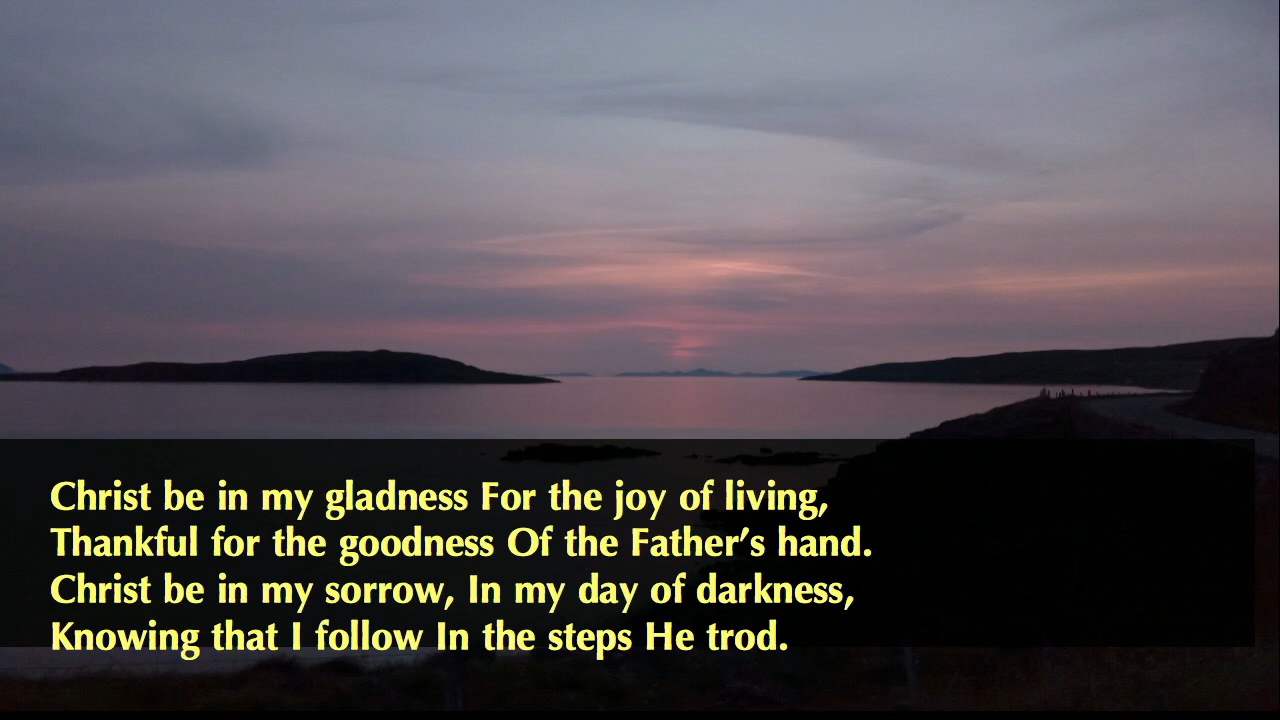 Christ be in my gladness For the joy of living,
Thankful for the goodness Of the Father’s hand.
Christ be in my sorrow, In my day of darkness,
Knowing that I follow In the steps He trod.